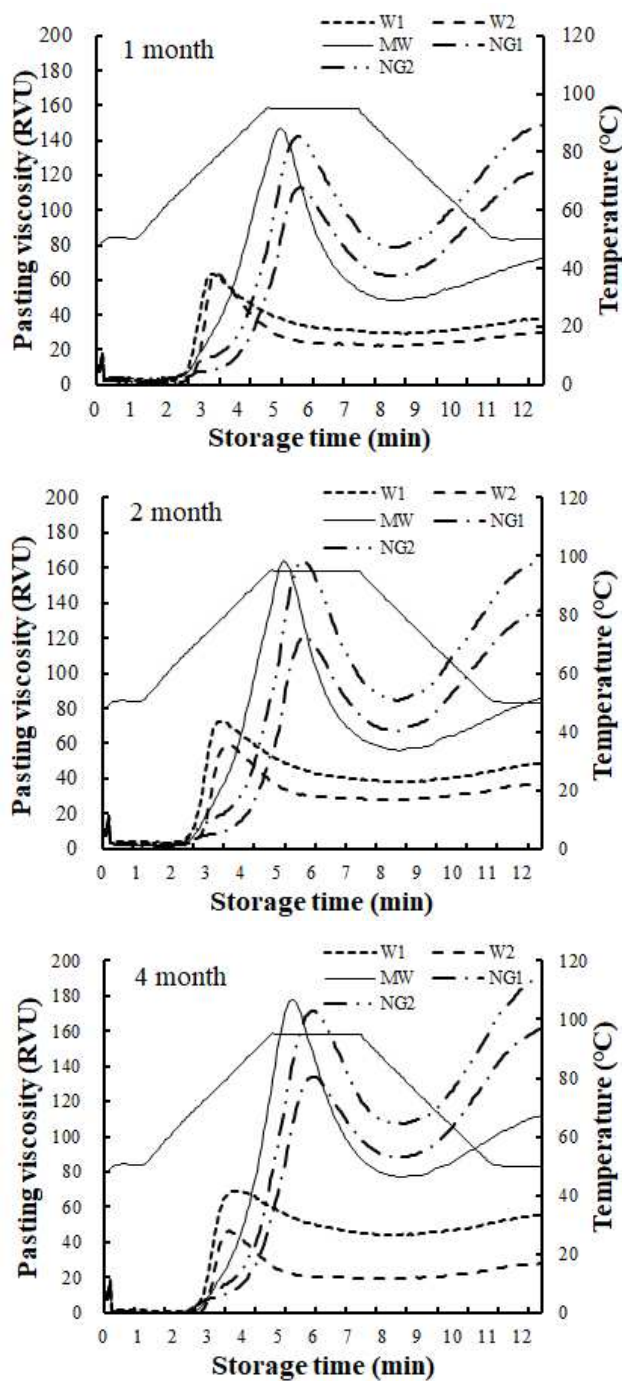 W1 W2
200 120
1 month MW NG1
180 NG2
160 100
140
120 80
100 60
80
60 40
40
20 20
0 0
Pasting viscosity (RVU)
Temperature (°C)
0 1 2 3 4 5 6 7 8 9 10 11 12
Storage time (min)
W1 W2
200 120
2 month MW NG1
180 NG2
160 100
140
120 80
100 60
80
60 40
40
20 20
0 0
Pasting viscosity (RVU)
Temperature (°C)
0 1 2 3 4 5 6 7 8 9 10 11 12
Storage time (min)
W1 W2
200 120
4 month MW NG1
180 NG2
160 100
140
120 80
100 60
80
60 40
40
20 20
0 0
Pasting viscosity (RVU)
Temperature (°C)
0 1 2 3 4 5 6 7 8 9 10 11 12
Storage time (min)